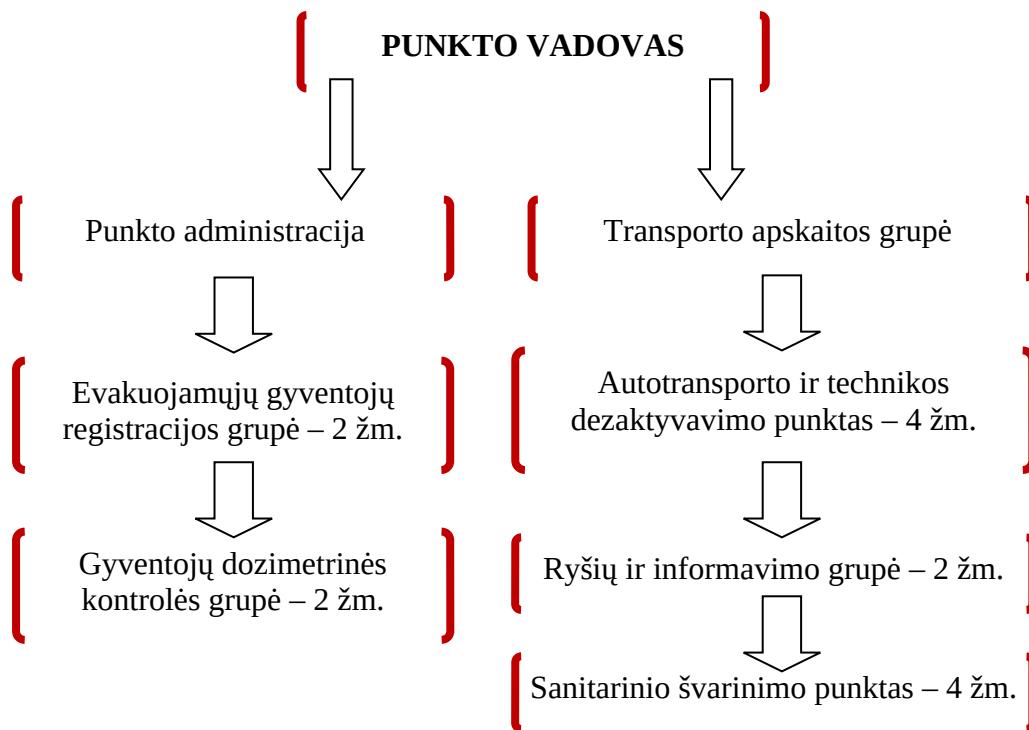 PUNKTO VADOVAS
Punkto administracija
Transporto apskaitos grupė
Evakuojamųjų gyventojų
registracijos grupė – 2 žm.
Autotransporto ir technikos
dezaktyvavimo punktas – 4 žm.
Gyventojų dozimetrinės
kontrolės grupė – 2 žm.
Ryšių ir informavimo grupė – 2 žm.
Sanitarinio švarinimo punktas – 4 žm.